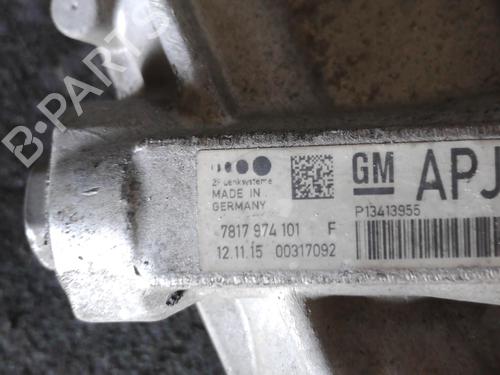 B-PARTS
ZF Lenksysteme
MADE IN
GERMANY
7817 974 101 F
12.11.15 00317092
GM APJ
P13413955